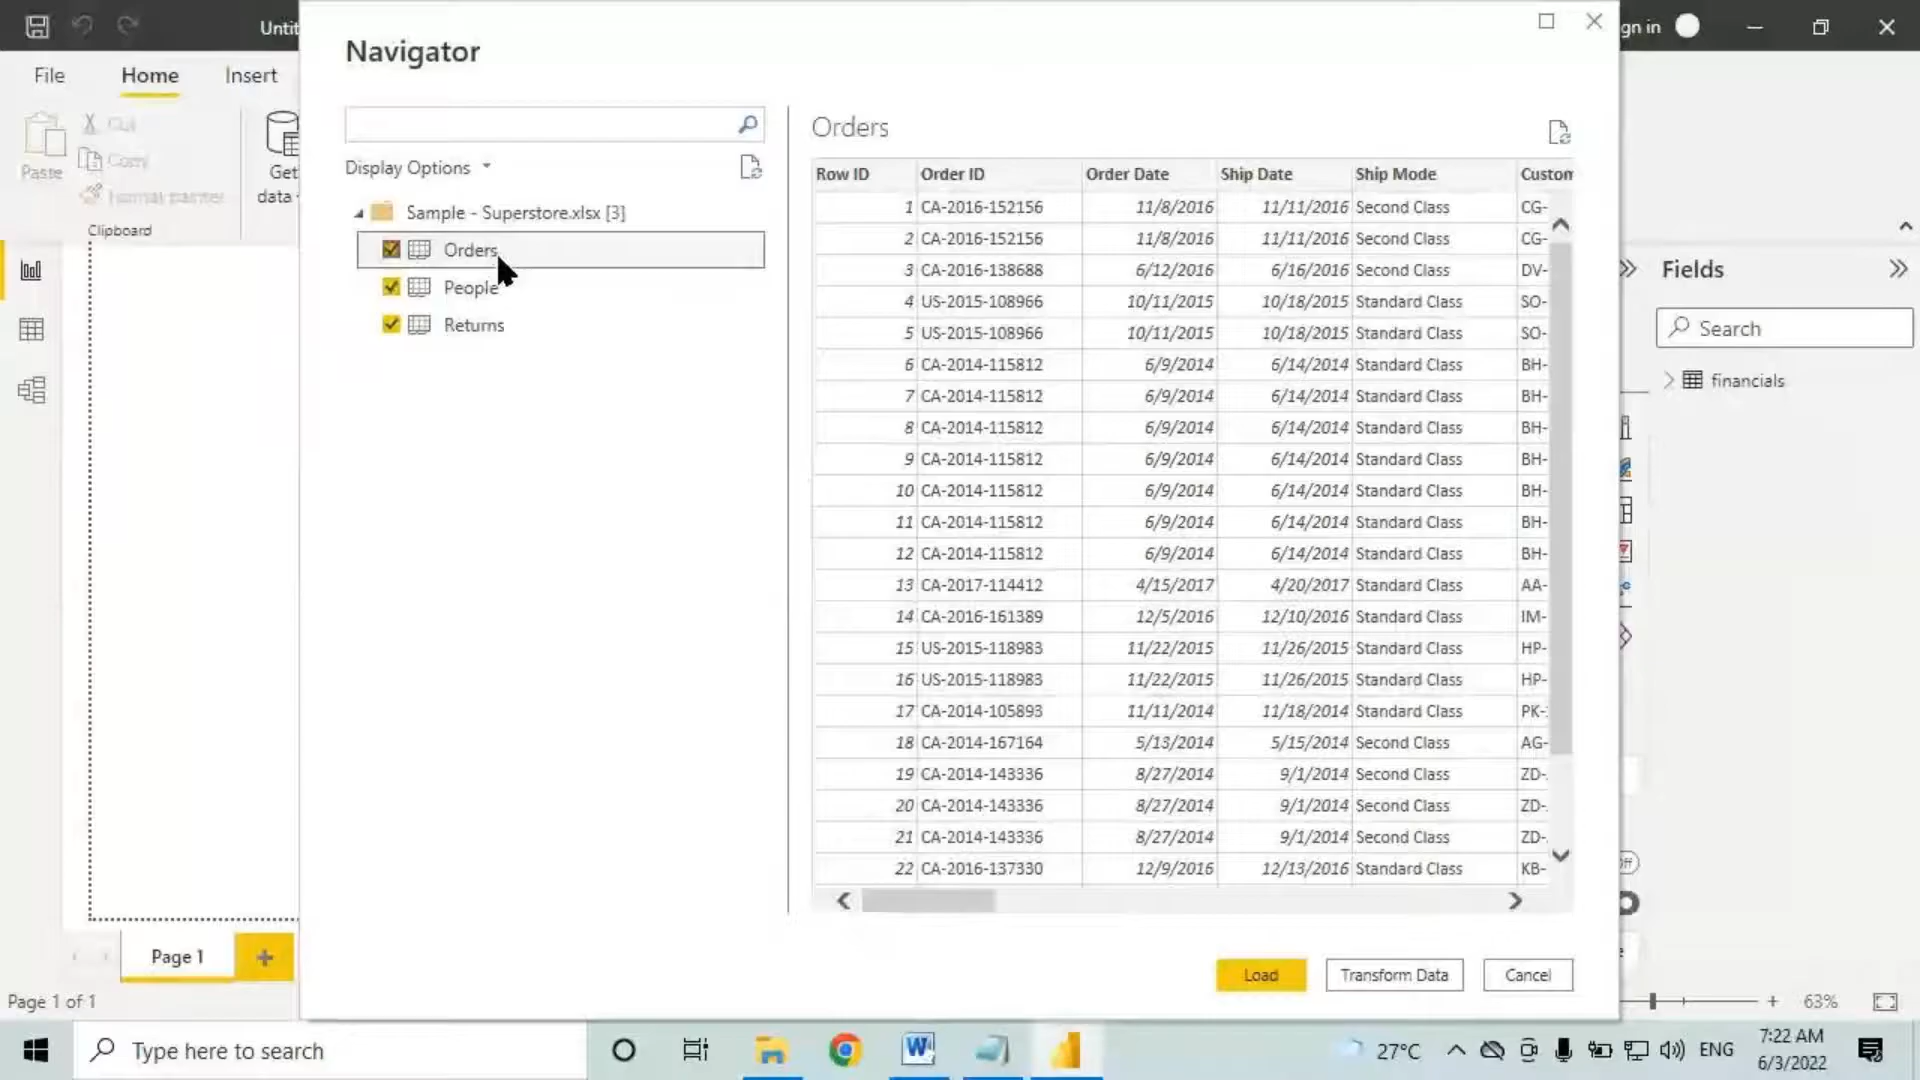 Untit
gn in
File
Home
Insert
Paste
Cut
Copy
Format painter
Clipboard
Get
data
Page 1
Page 1 of 1
Navigator
Display Options
Sample - Superstore.xlsx [3]
Orders
People
Returns
Orders
Row ID Order ID Order Date Ship Date Ship Mode Custom
1 CA-2016-152156 11/8/2016 11/11/2016 Second Class CG-
2 CA-2016-152156 11/8/2016 11/11/2016 Second Class CG-
3 CA-2016-138688 6/12/2016 6/16/2016 Second Class DV-
4 US-2015-108966 10/11/2015 10/18/2015 Standard Class SO-
5 US-2015-108966 10/11/2015 10/18/2015 Standard Class SO-
6 CA-2014-115812 6/9/2014 6/14/2014 Standard Class BH-
7 CA-2014-115812 6/9/2014 6/14/2014 Standard Class BH-
8 CA-2014-115812 6/9/2014 6/14/2014 Standard Class BH-
9 CA-2014-115812 6/9/2014 6/14/2014 Standard Class BH-
10 CA-2014-115812 6/9/2014 6/14/2014 Standard Class BH-
11 CA-2014-115812 6/9/2014 6/14/2014 Standard Class BH-
12 CA-2014-115812 6/9/2014 6/14/2014 Standard Class BH-
13 CA-2017-114412 4/15/2017 4/20/2017 Standard Class AA-
14 CA-2016-161389 12/5/2016 12/10/2016 Standard Class IM-
15 US-2015-118983 11/22/2015 11/26/2015 Standard Class HP-
16 US-2015-118983 11/22/2015 11/26/2015 Standard Class HP-
17 CA-2014-105893 11/11/2014 11/18/2014 Standard Class PK-
18 CA-2014-167164 5/13/2014 5/15/2014 Second Class AG-
19 CA-2014-143336 8/27/2014 9/1/2014 Second Class ZD-
20 CA-2014-143336 8/27/2014 9/1/2014 Second Class ZD-
21 CA-2014-143336 8/27/2014 9/1/2014 Second Class ZD-
22 CA-2016-137330 12/9/2016 12/13/2016 Standard Class KB-
Load
Transform Data
Cancel
Fields
Search
financials
63%
Type here to search
27°C
ENG
7:22 AM
6/3/2022